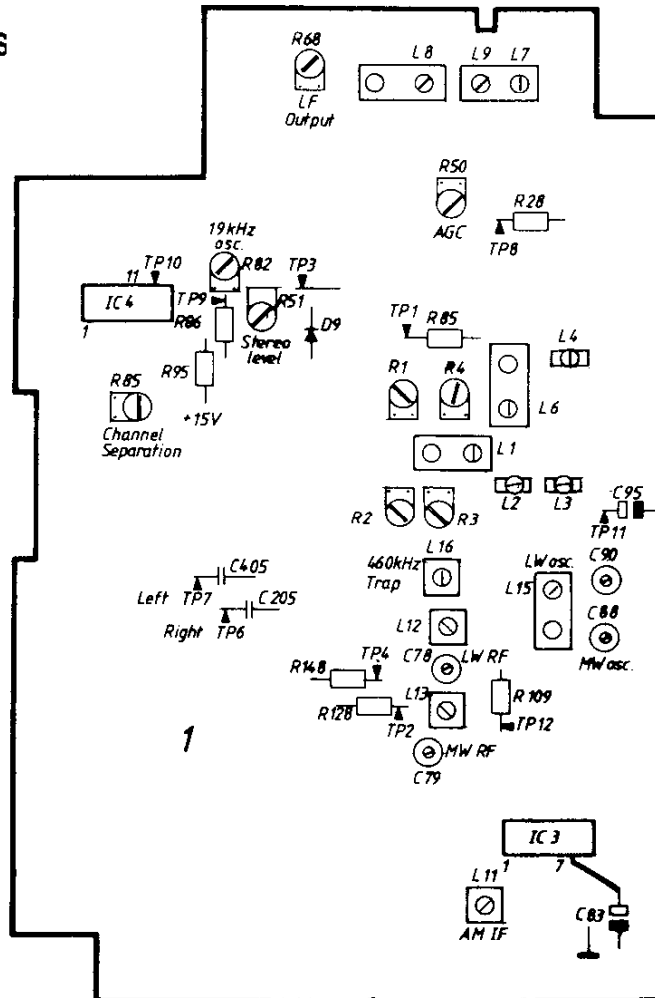 S
R68
LF
Output
L8
L9 L7
R50
AGC
R28
TP8
19kHz
osc.
R82
TP3
11 TP10
IC4
1
TP9
R86
R51
Stereo
level
D9
R95
+15V
R85
Channel
Separation
TP1
R85
L4
R1
R4
L6
L1
L2
L3
C95
TP11
R2
R3
L16
460kHz
Trap
LW osc.
L15
C90
C88
MW osc.
C405
Left TP7
C205
Right TP6
L12
C78
LW RF
R148
TP4
L13
R128
TP2
R109
TP12
MW RF
C79
1
IC3
1
7
L11
AM IF
C83